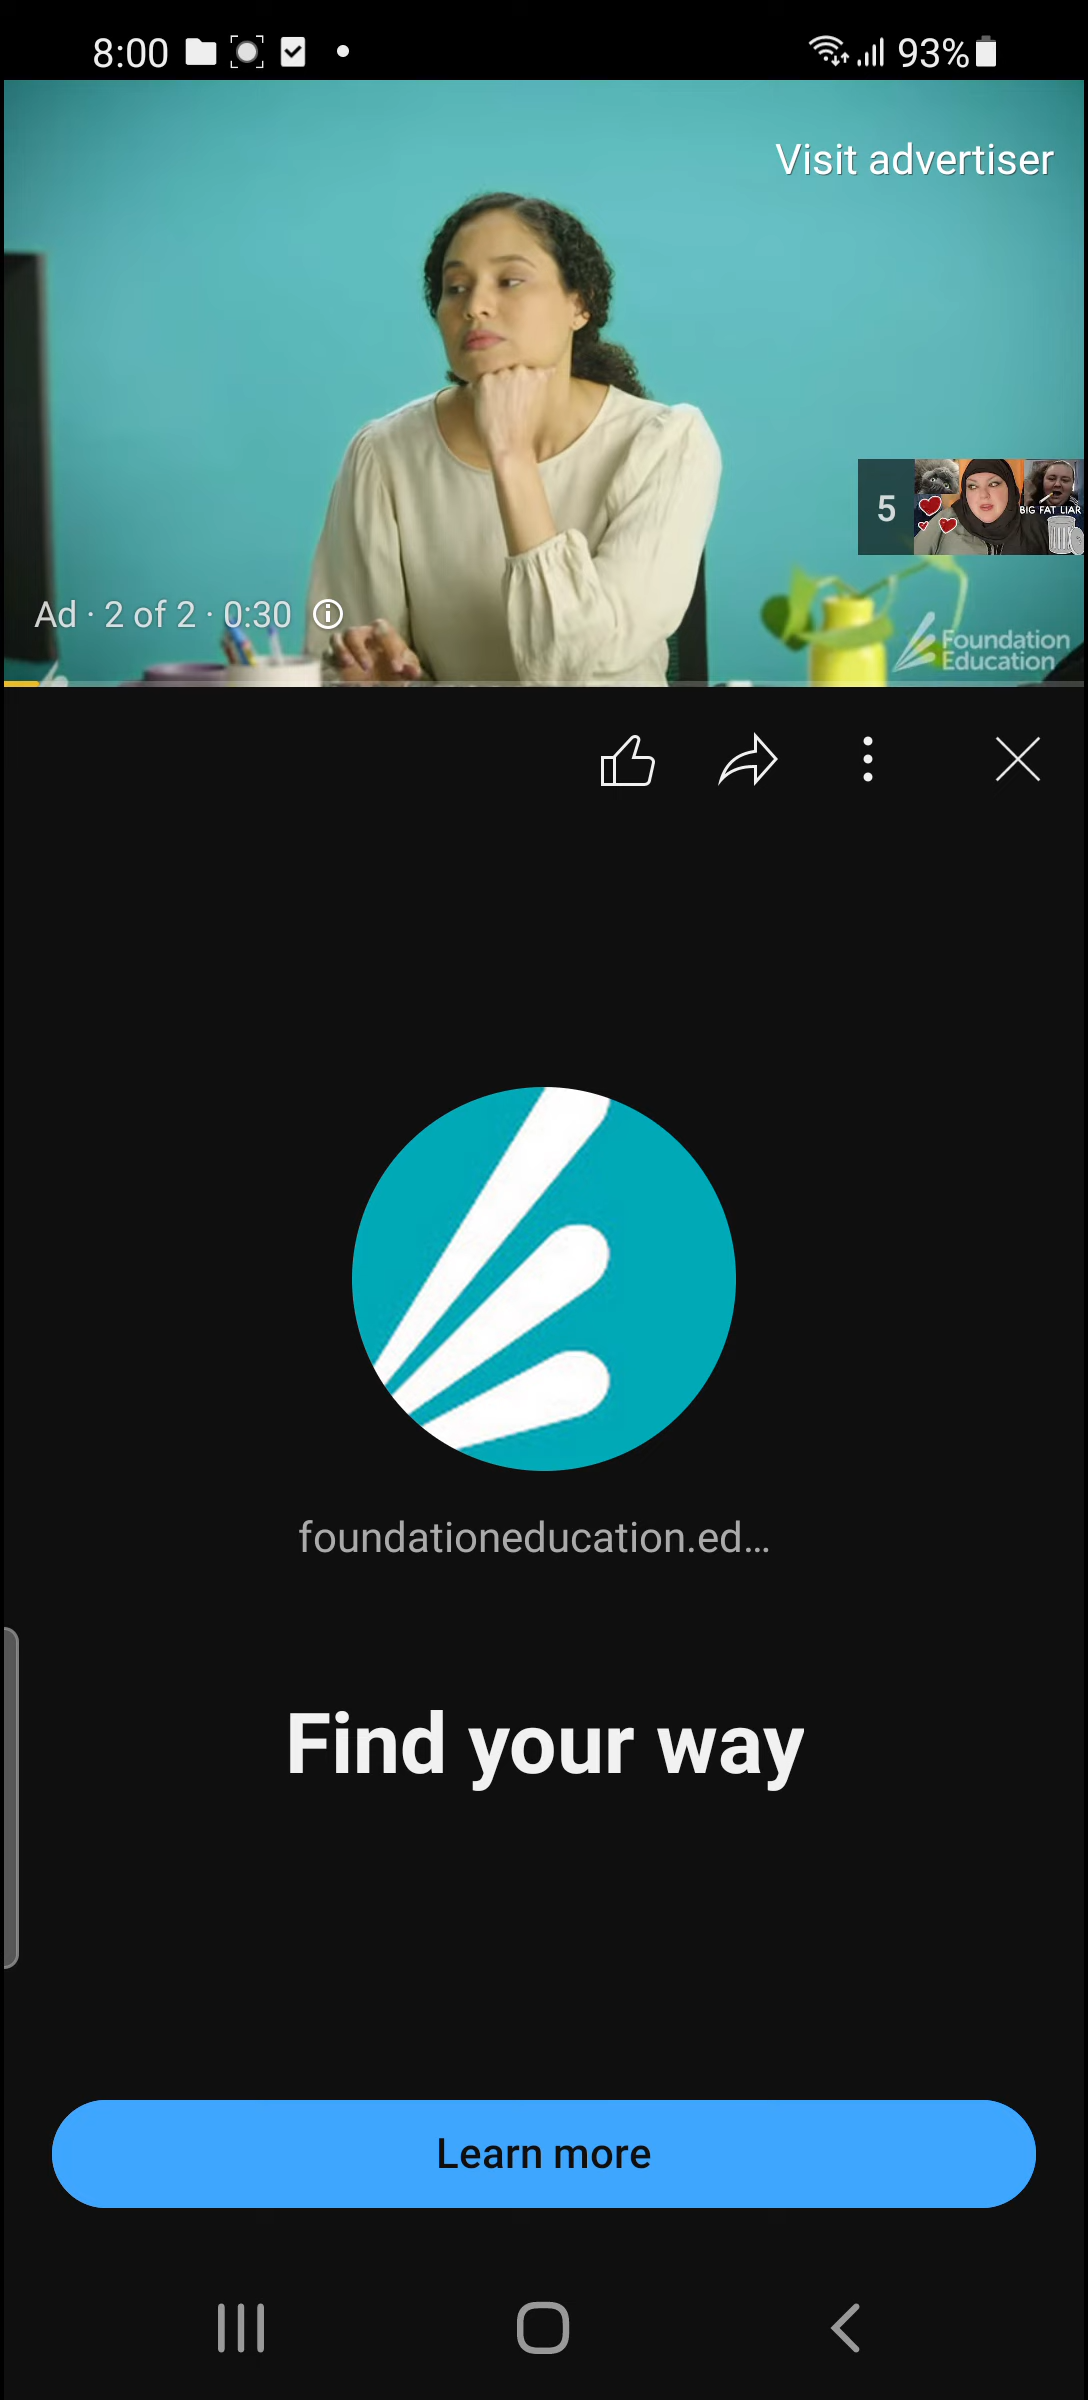 8:00
93%
Visit advertiser
5
BIG FAT LIAR
Ad · 2 of 2 · 0:30
Foundation
Education
foundationeducation.ed...
Find your way
Learn more